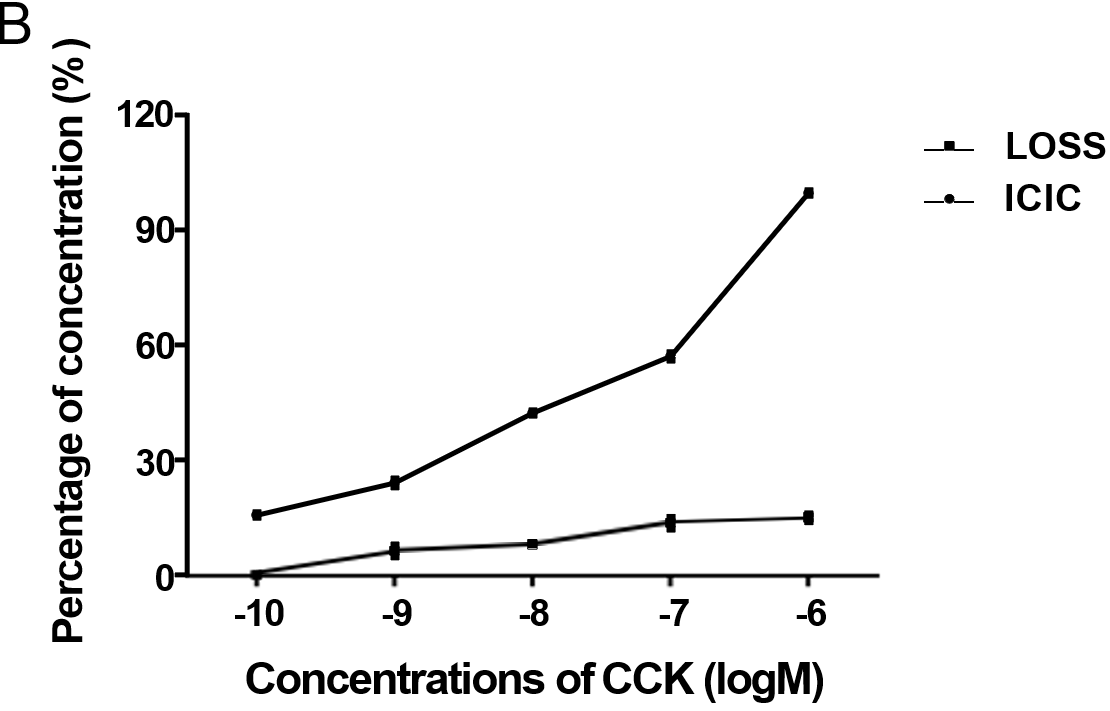 B
Percentage of concentration (%)
120
90
60
30
0
-10 -9 -8 -7 -6
Concentrations of CCK (logM)
LOSS
ICIC